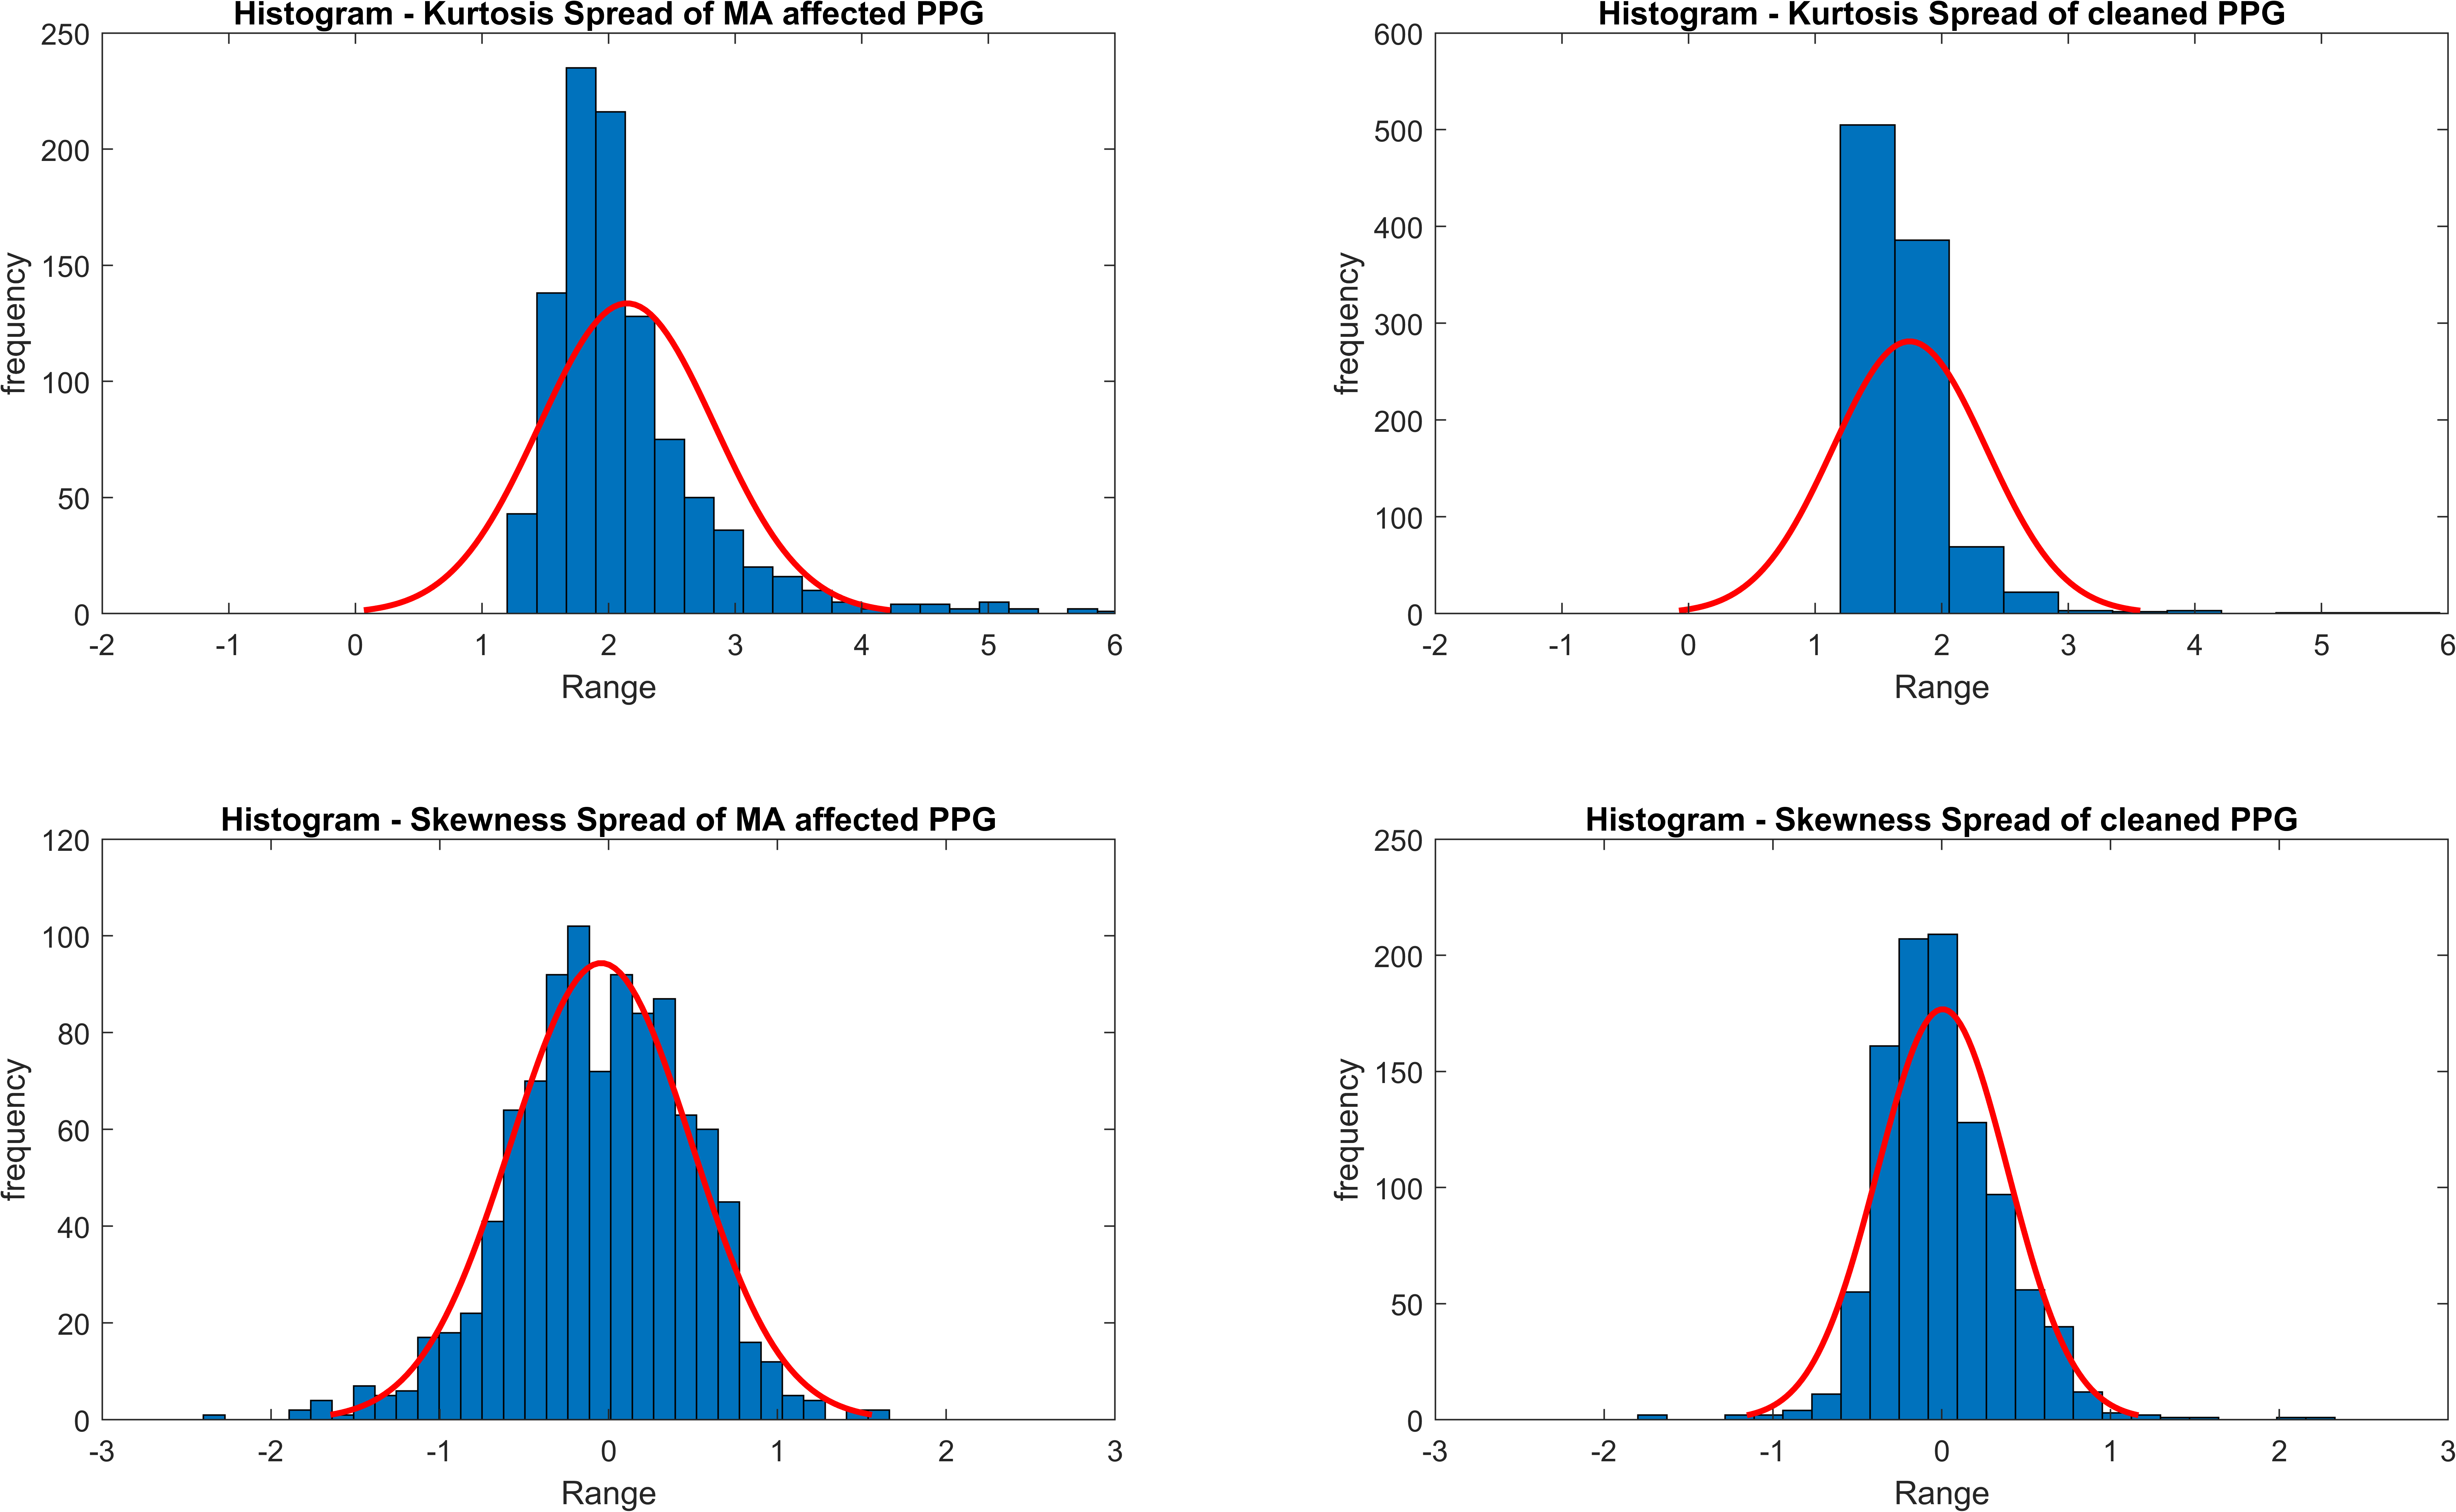 Histogram - Kurtosis Spread of MA affected PPG
250
200
150
100
50
0
frequency
-2 -1 0 1 2 3 4 5 6
Range
Histogram - Kurtosis Spread of cleaned PPG
600
500
400
300
200
100
0
frequency
-2 -1 0 1 2 3 4 5 6
Range
Histogram - Skewness Spread of MA affected PPG
120
100
80
60
40
20
0
frequency
-3 -2 -1 0 1 2 3
Range
Histogram - Skewness Spread of cleaned PPG
250
200
150
100
50
0
frequency
-3 -2 -1 0 1 2 3
Range